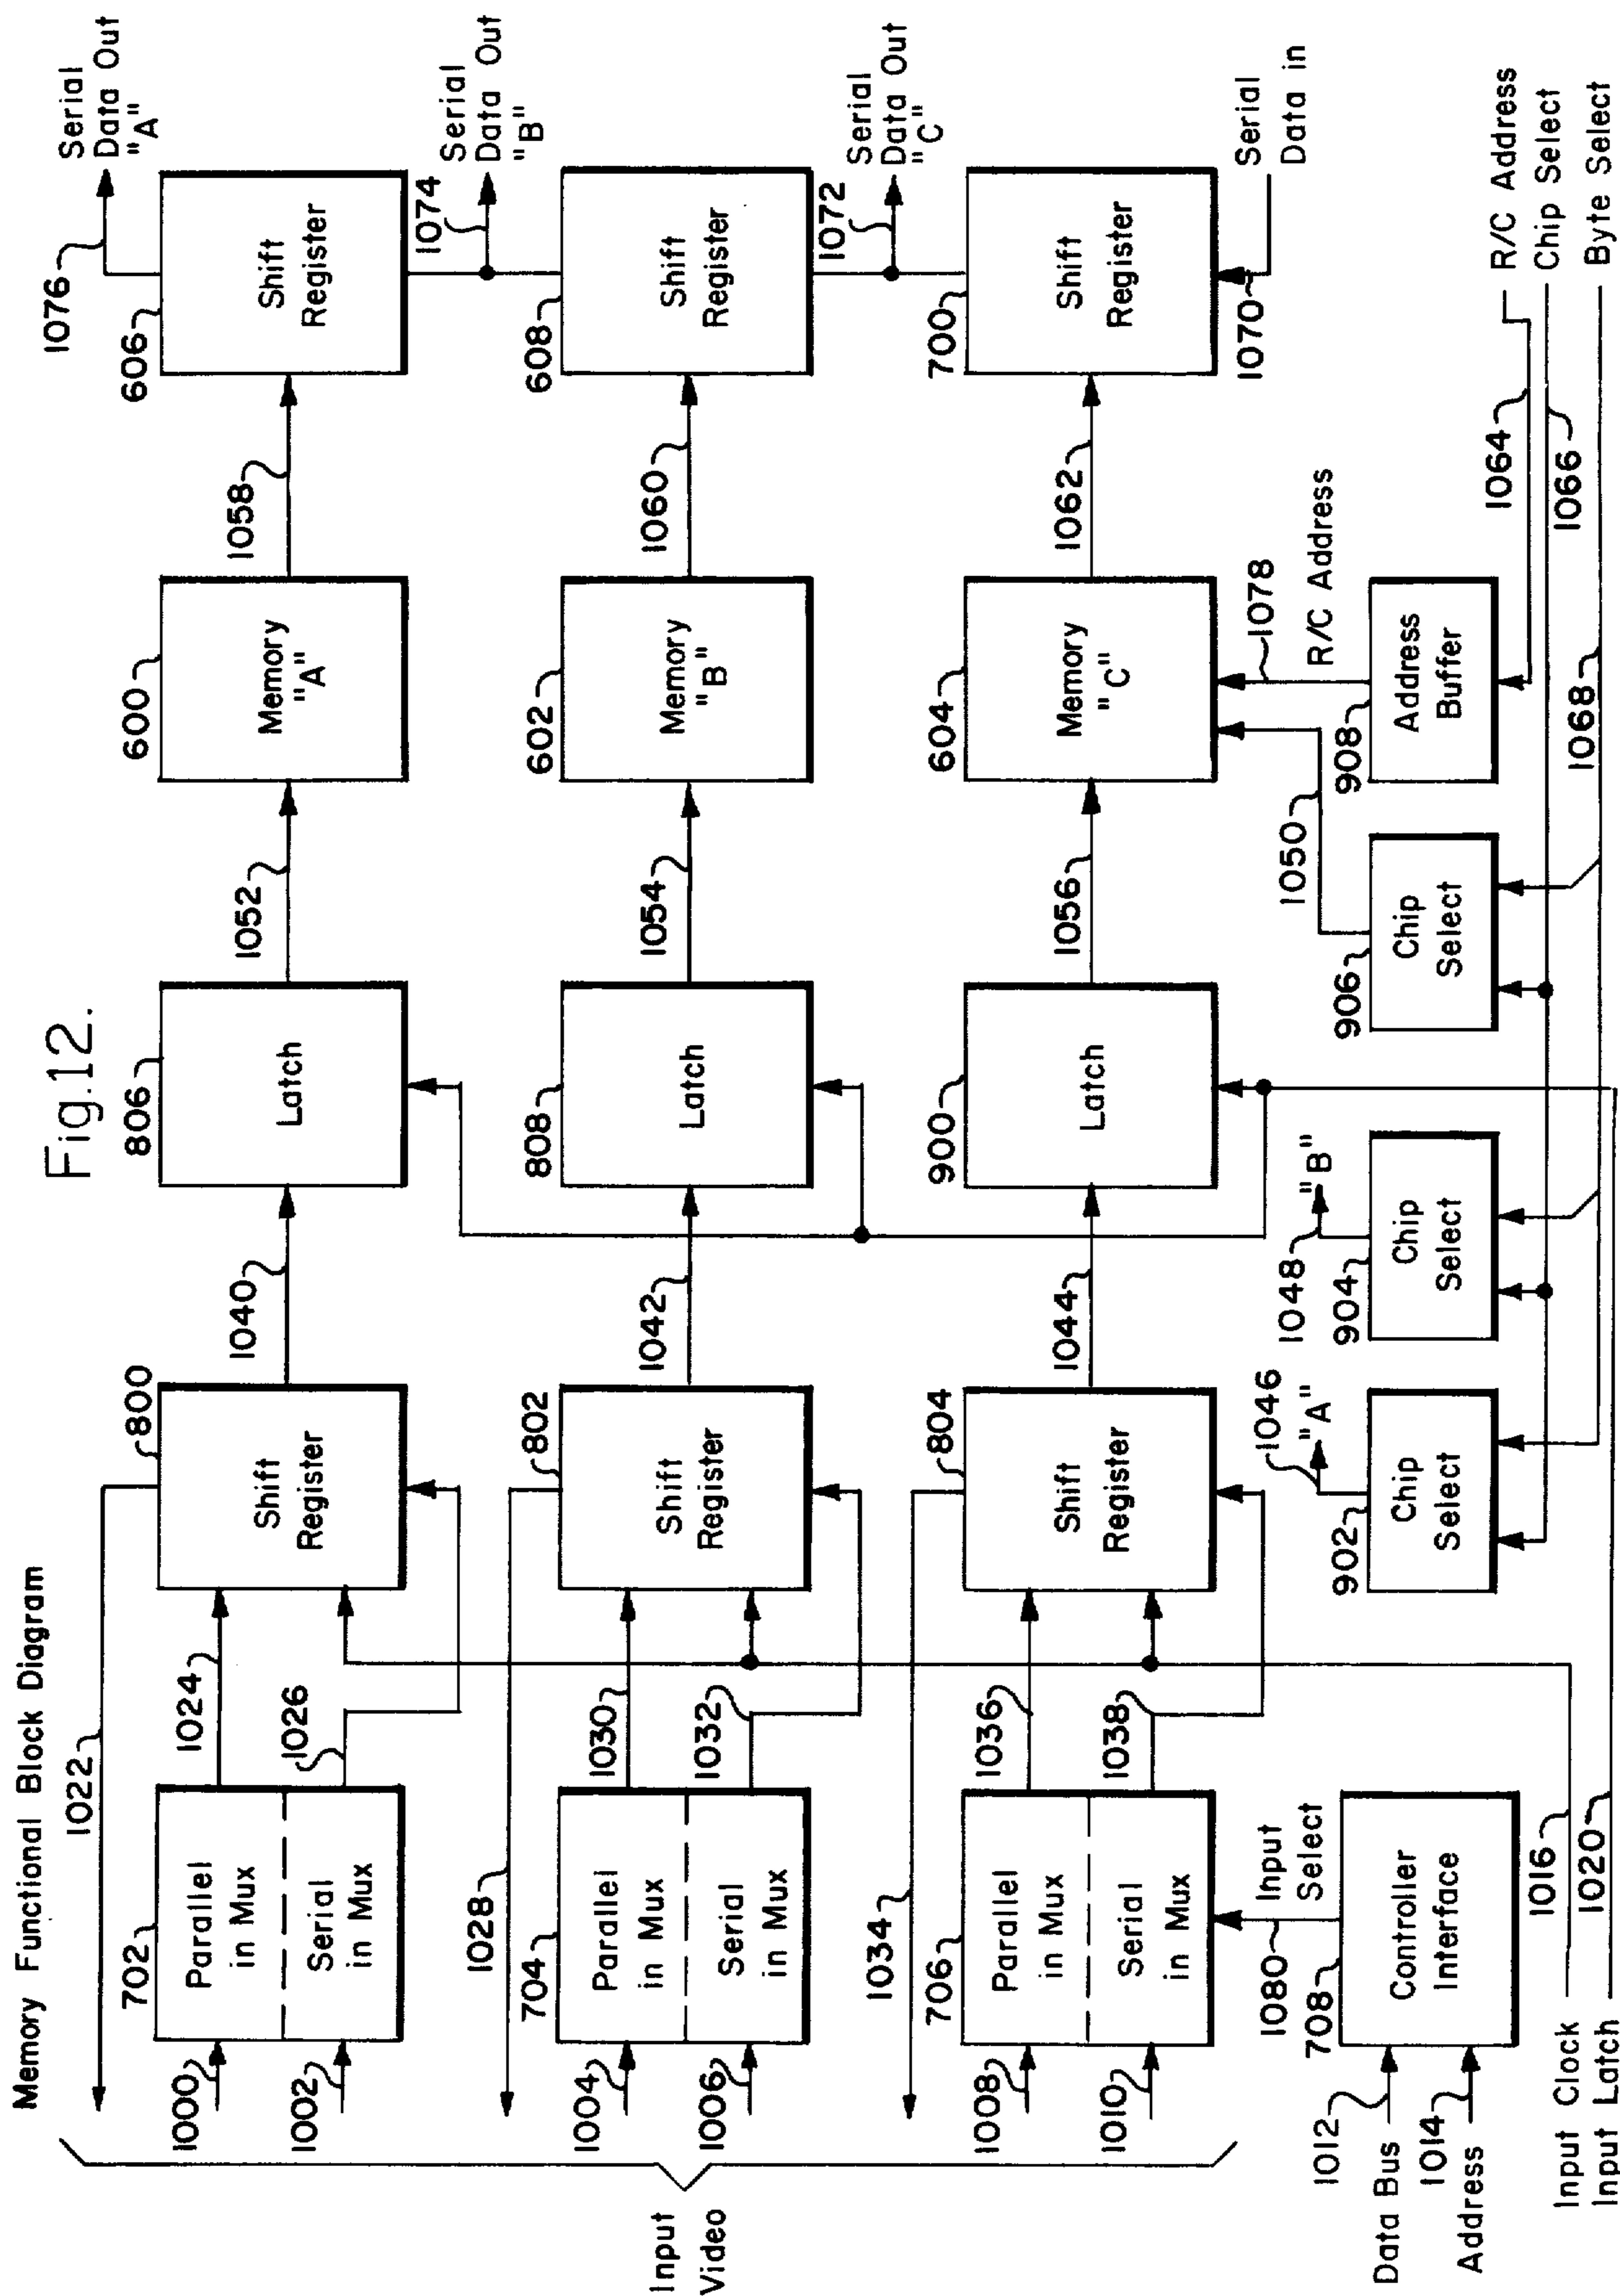 Fig.12.
Memory Functional Block Diagram
1022
702
Parallel
in Mux
Serial
in Mux
1000
1002
1024
1026
800
Shift
Register
1040
806
Latch
1052
600
Memory
"A"
1058
606
Shift
Register
1076
Serial
Data Out
"A"
1028
704
Parallel
in Mux
Serial
in Mux
1004
1006
1030
1032
802
Shift
Register
1042
808
Latch
1054
602
Memory
"B"
1060
608
Shift
Register
1074
Serial
Data Out
"B"
Input
Video
1034
706
Parallel
in Mux
Serial
in Mux
1008
1010
1036
1038
804
Shift
Register
1044
900
Latch
1056
604
Memory
"C"
1062
700
Shift
Register
1072
Serial
Data Out
"C"
1070
Serial
Data in
1080
Input
Select
708
Controller
Interface
1012
Data Bus
1014
Address
902
Chip
Select
1046
"A"
904
Chip
Select
1048
"B"
906
Chip
Select
1050
908
Address
Buffer
1078
R/C Address
1064
R/C Address
1066
Chip Select
1068
Byte Select
Input Clock
1016
Input Latch
1020